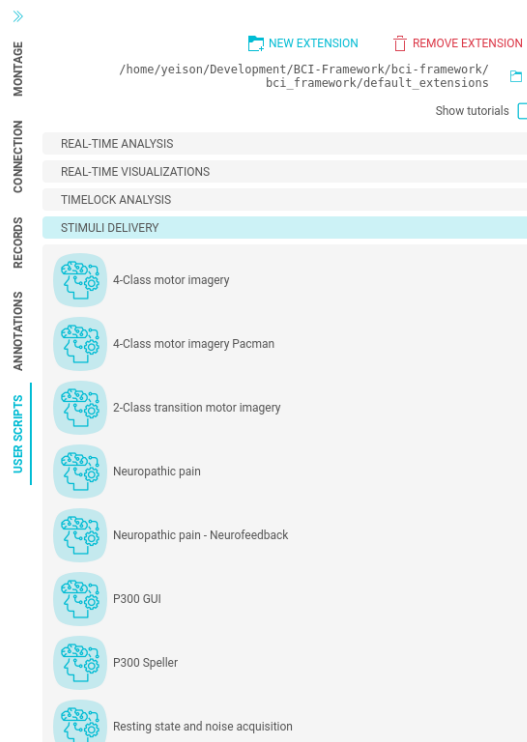 NEW EXTENSION
REMOVE EXTENSION
/home/yeison/Development/BCI-Framework/bci-framework/
bci_framework/default_extensions
Show tutorials
MONTAGE
CONNECTION
RECORDS
ANNOTATIONS
USER SCRIPTS
REAL-TIME ANALYSIS
REAL-TIME VISUALIZATIONS
TIMELOCK ANALYSIS
STIMULI DELIVERY
4-Class motor imagery
4-Class motor imagery Pacman
2-Class transition motor imagery
Neuropathic pain
Neuropathic pain - Neurofeedback
P300 GUI
P300 Speller
Resting state and noise acquisition